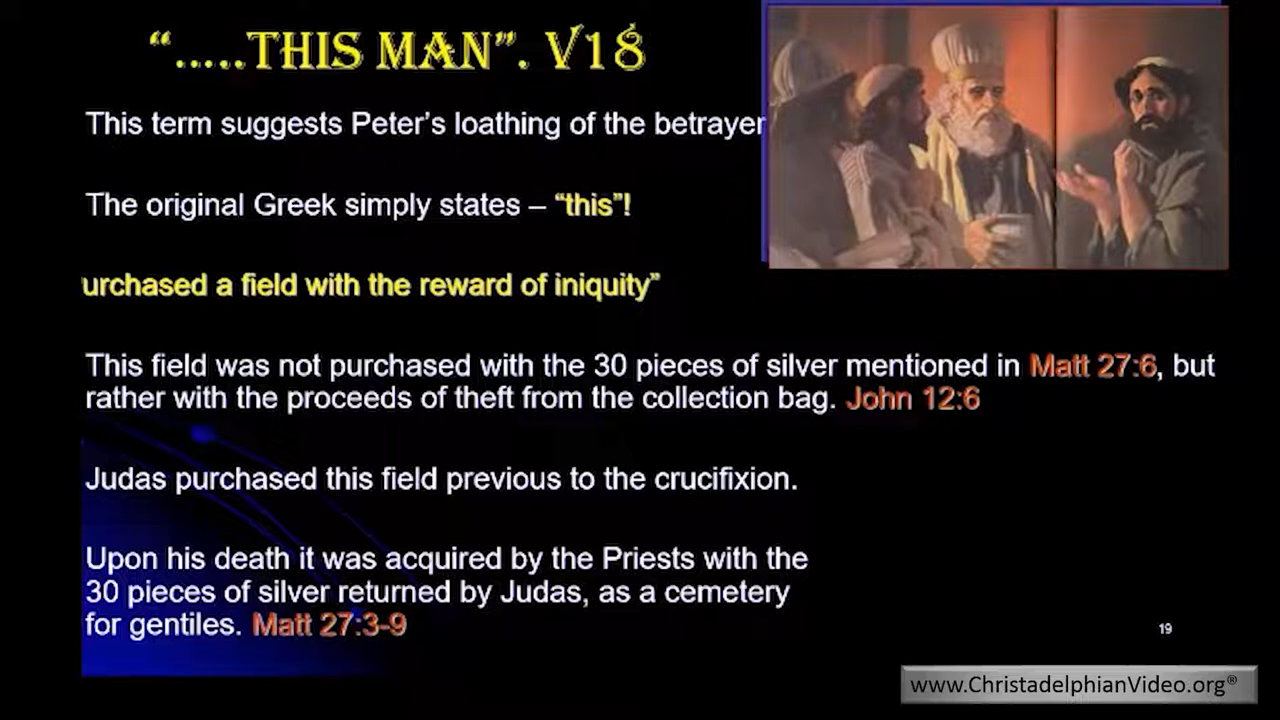 “.....THIS MAN”. V18
This term suggests Peter’s loathing of the betrayer
The original Greek simply states – “this”!
urchased a field with the reward of iniquity”
This field was not purchased with the 30 pieces of silver mentioned in Matt 27:6, but
rather with the proceeds of theft from the collection bag. John 12:6
Judas purchased this field previous to the crucifixion.
Upon his death it was acquired by the Priests with the
30 pieces of silver returned by Judas, as a cemetery
for gentiles. Matt 27:3-9
19
www.ChristadelphianVideo.org®